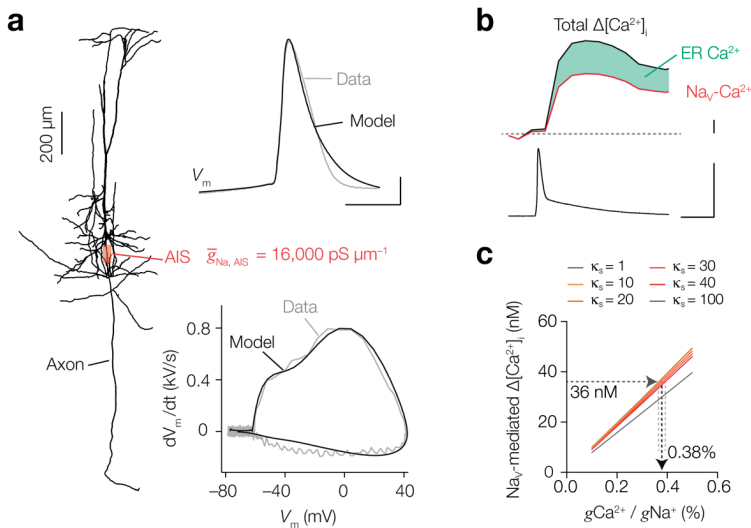 a
200 µm
Data
Model
Vm
AIS g̅Na, AIS = 16,000 pS µm⁻¹
Axon
Data
Model
dVm/dt (kV/s)
0.8
0.4
0
−80 −40 0 40
Vm (mV)
b
Total Δ[Ca²⁺]i
ER Ca²⁺
NaV-Ca²⁺
c
κs = 1 κs = 30
κs = 10 κs = 40
κs = 20 κs = 100
NaV-mediated Δ[Ca²⁺]i (nM)
60
40
36 nM
20
0.38%
0
0.0 0.2 0.4 0.6
gCa²⁺ / gNa⁺ (%)